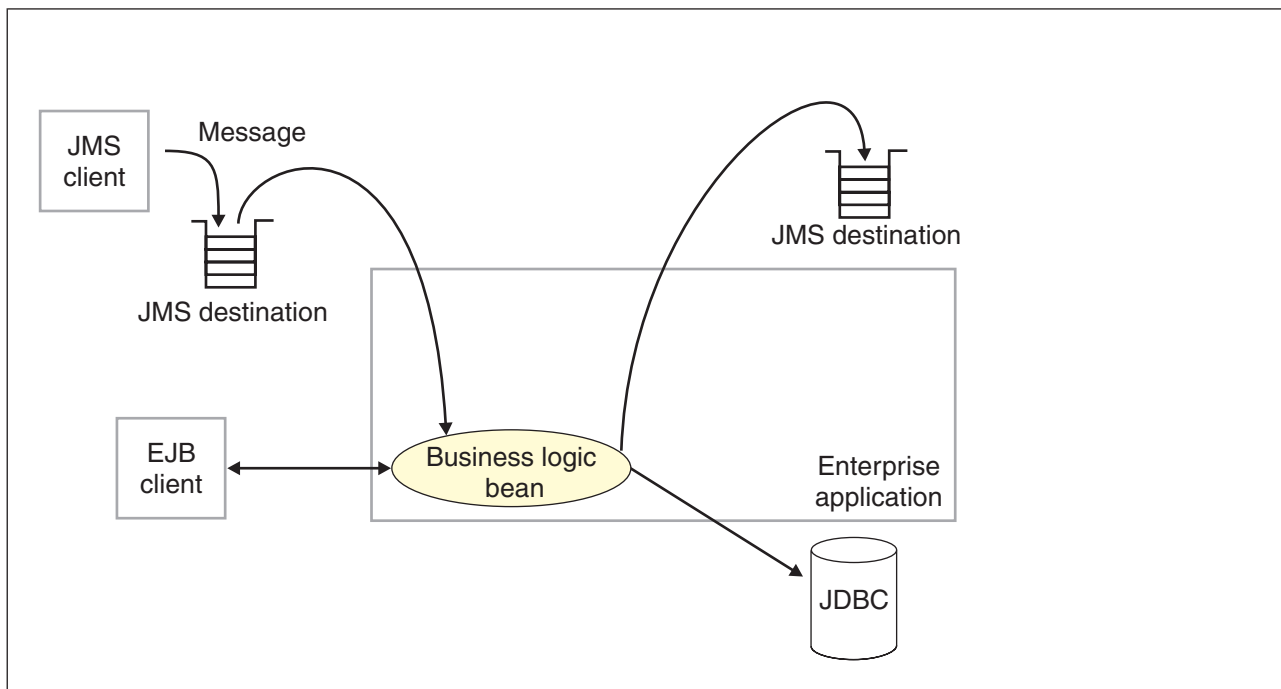 JMS
client
Message
JMS destination
JMS destination
EJB
client
Business logic
bean
Enterprise
application
JDBC